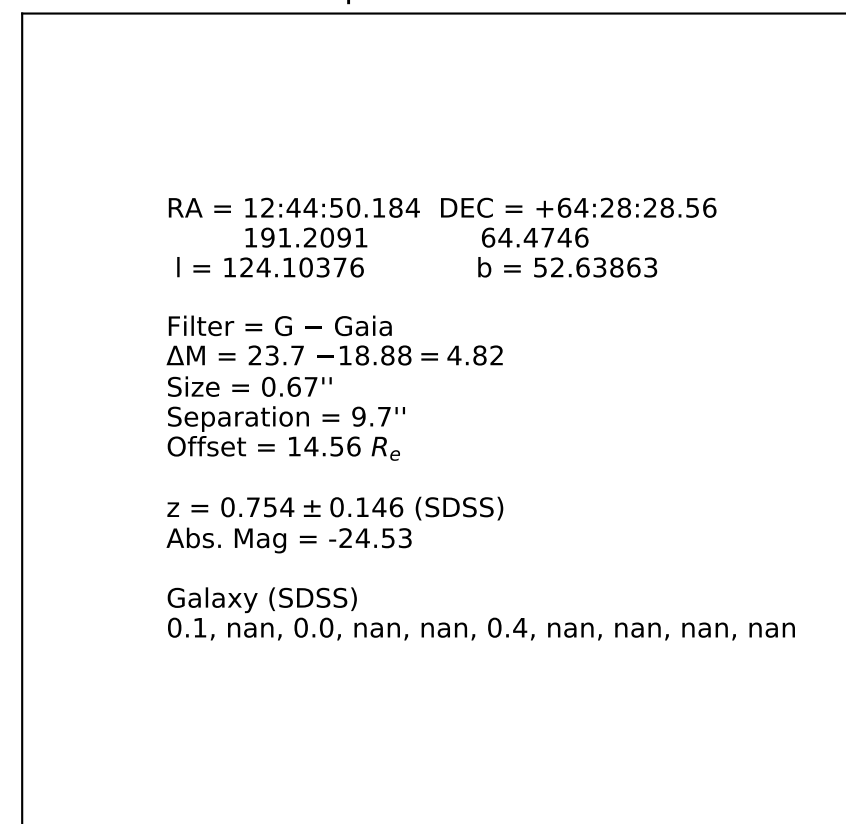 RA = 12:44:50.184 DEC = +64:28:28.56
191.2091 64.4746
l = 124.10376 b = 52.63863
Filter = G − Gaia
ΔM = 23.7 −18.88 = 4.82
Size = 0.67''
Separation = 9.7''
Offset = 14.56 Re
z = 0.754 ± 0.146 (SDSS)
Abs. Mag = -24.53
Galaxy (SDSS)
0.1, nan, 0.0, nan, nan, 0.4, nan, nan, nan, nan